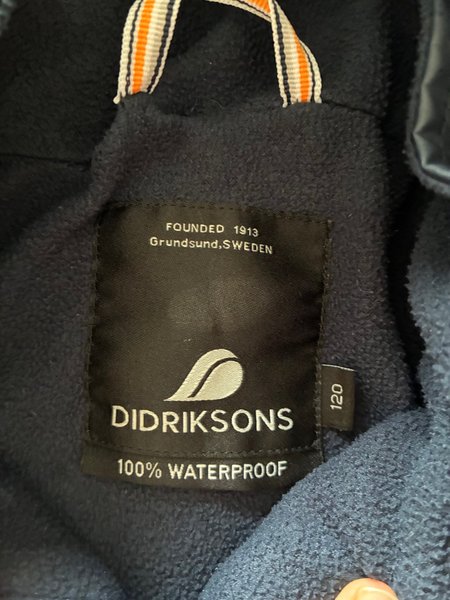 FOUNDED 1913
Grundsund, SWEDEN
DIDRIKSONS
120
100% WATERPROOF